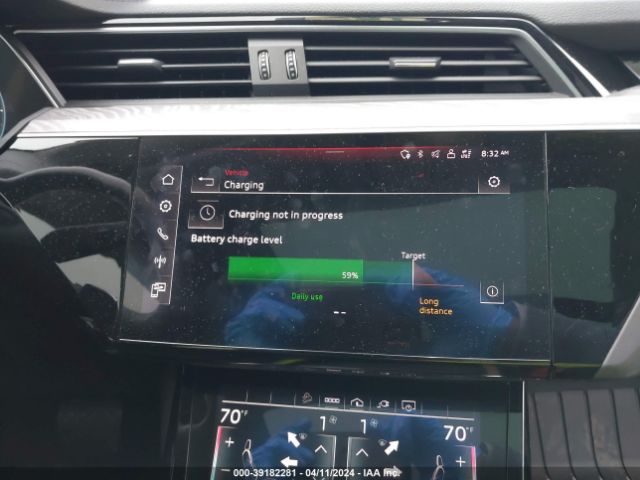 8:32 AM
Vehicle
Charging
Charging not in progress
Battery charge level
Target
59%
Daily use
Long
distance
--
70°F 1 1 70°F
+ +
000-39182281 - 04/11/2024 - IAA Inc.